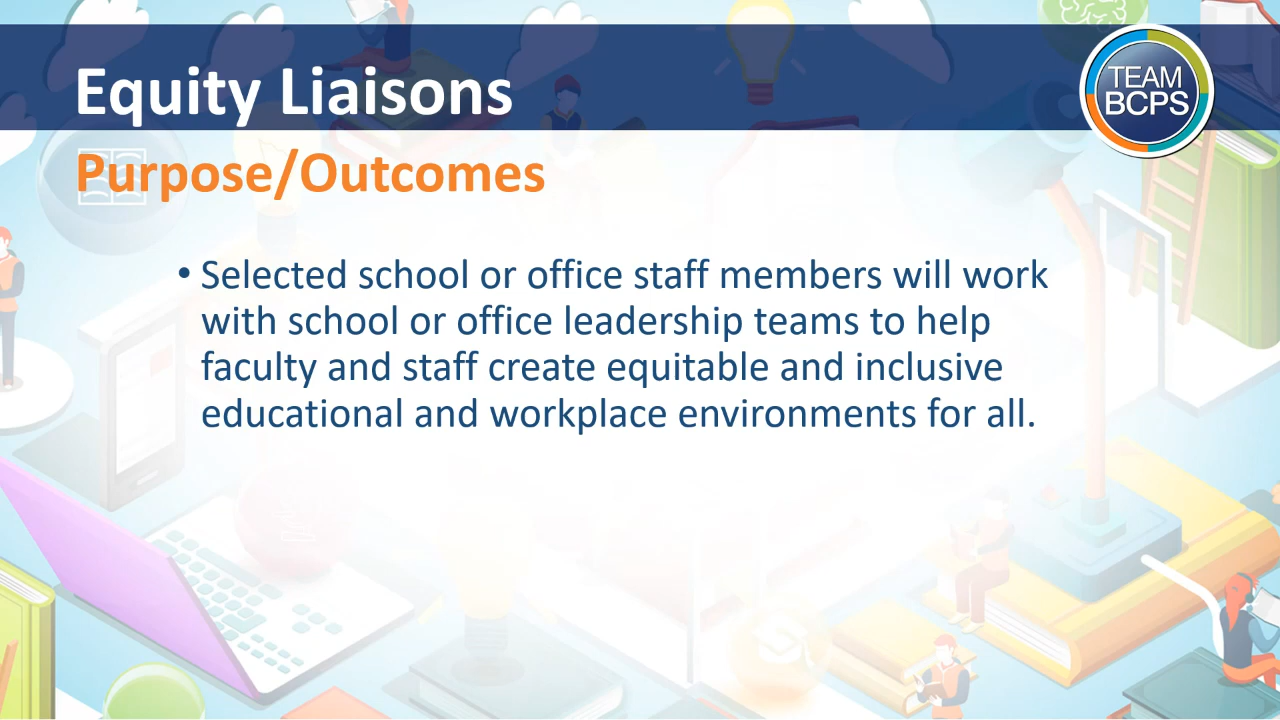 Equity Liaisons
TEAM
BCPS
Purpose/Outcomes
• Selected school or office staff members will work
with school or office leadership teams to help
faculty and staff create equitable and inclusive
educational and workplace environments for all.